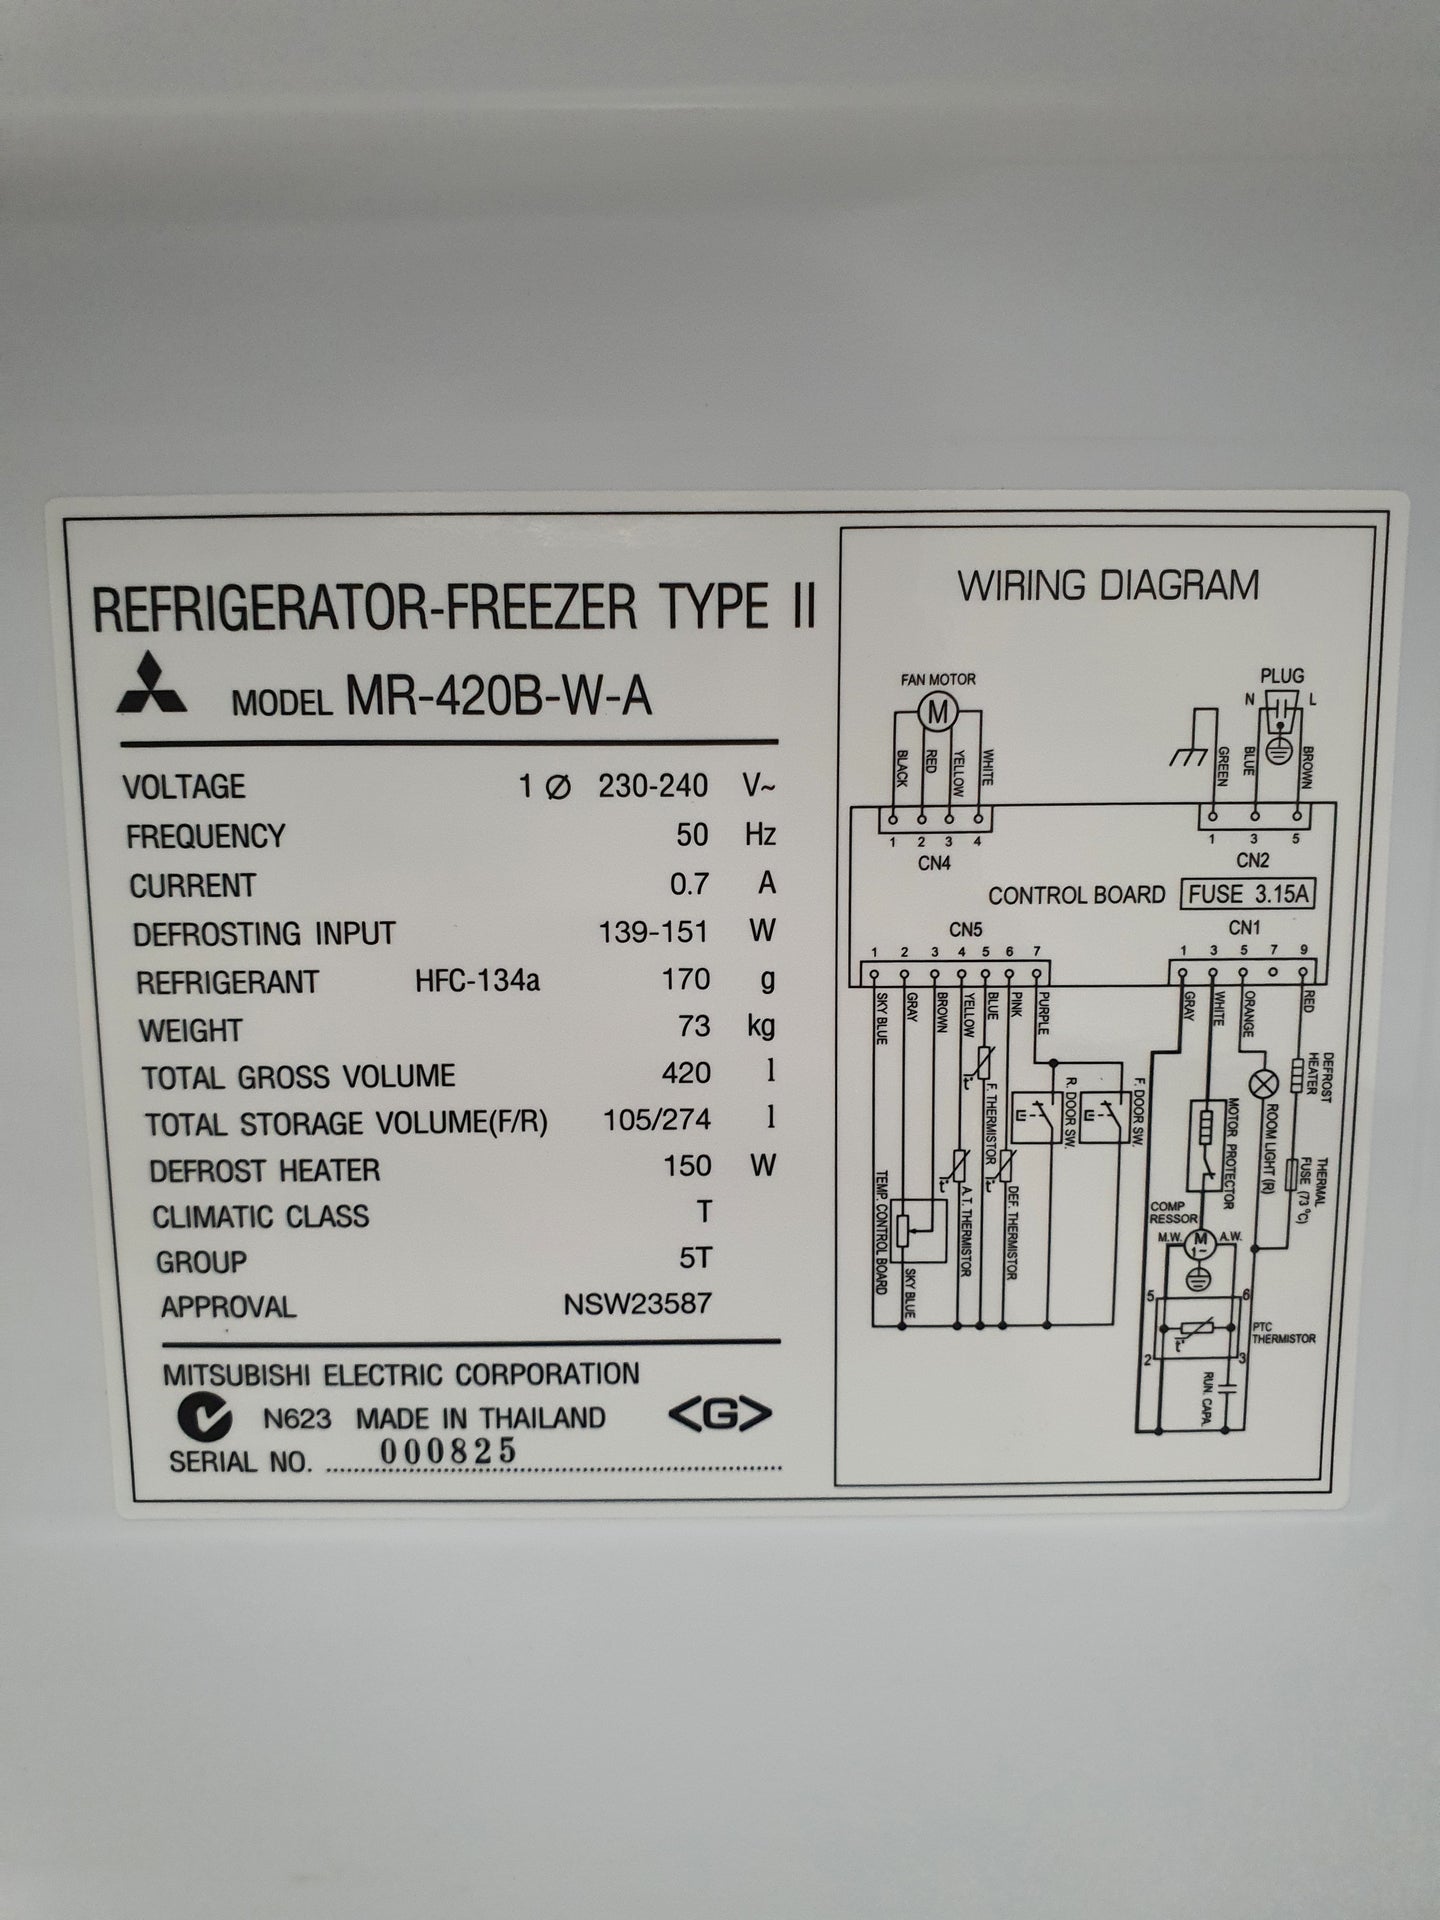 REFRIGERATOR-FREEZER TYPE II
MODEL MR-420B-W-A
VOLTAGE 1 Ø 230-240 V~
FREQUENCY 50 Hz
CURRENT 0.7 A
DEFROSTING INPUT 139-151 W
REFRIGERANT HFC-134a 170 g
WEIGHT 73 kg
TOTAL GROSS VOLUME 420 l
TOTAL STORAGE VOLUME(F/R) 105/274 l
DEFROST HEATER 150 W
CLIMATIC CLASS T
GROUP 5T
APPROVAL NSW23587
MITSUBISHI ELECTRIC CORPORATION
N623 MADE IN THAILAND <G>
SERIAL NO. 000825
WIRING DIAGRAM
FAN MOTOR
M
BLACK
RED
YELLOW
WHITE
1 2 3 4
CN4
PLUG
N L
GREEN
BLUE
BROWN
1 3 5
CN2
CONTROL BOARD FUSE 3.15A
CN5
1 2 3 4 5 6 7
SKY BLUE
GRAY
BROWN
YELLOW
BLUE
PINK
PURPLE
TEMP. CONTROL BOARD
SKY BLUE
A.T. THERMISTOR
F. THERMISTOR
DEF. THERMISTOR
R. DOOR SW.
F. DOOR SW.
CN1
1 3 5 7 9
GRAY
WHITE
ORANGE
RED
MOTOR PROTECTOR
ROOM LIGHT (R)
DEFROST
HEATER
THERMAL
FUSE (73°C)
COMP
RESSOR
M.W. M A.W.
1~
5 6
PTC
THERMISTOR
2 3
RUN. CAPA.